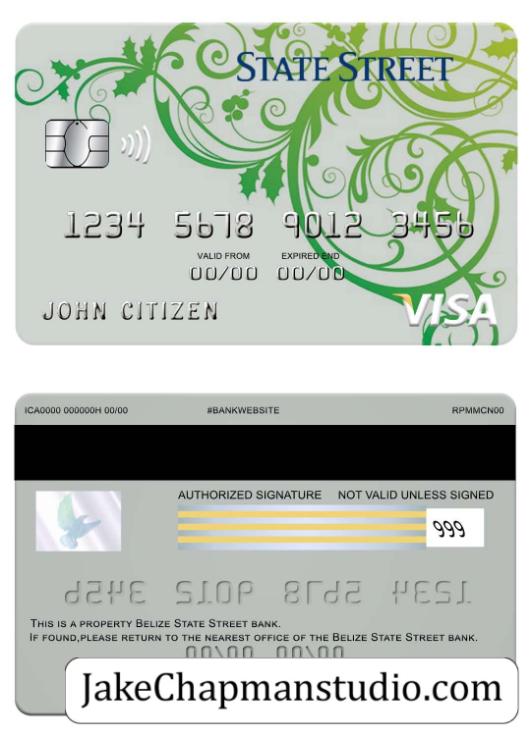 STATE STREET
1234 5678 9012 3456
VALID FROM EXPIRED END
00/00 00/00
JOHN CITIZEN
VISA
ICA0000 000000H 00/00 #BANKWEBSITE RPMMCN00
AUTHORIZED SIGNATURE NOT VALID UNLESS SIGNED
999
1234 5678 9012 3456
THIS IS A PROPERTY BELIZE STATE STREET BANK.
IF FOUND,PLEASE RETURN TO THE NEAREST OFFICE OF THE BELIZE STATE STREET BANK.
00/00 00/00
JakeChapmanstudio.com